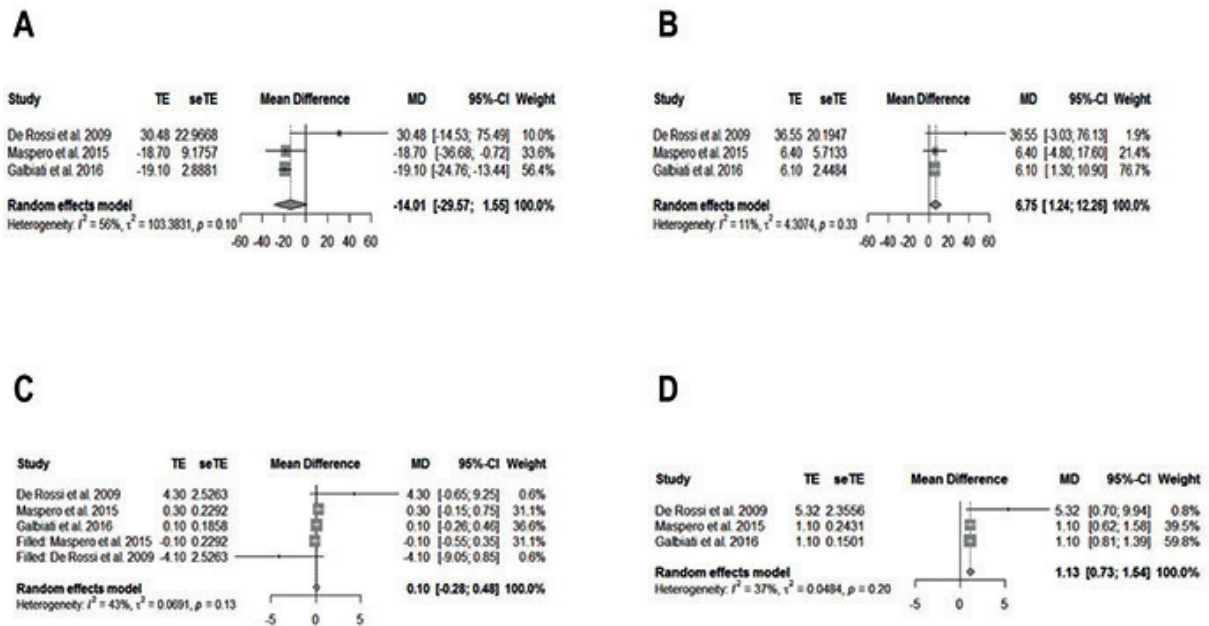 A
Study TE seTE Mean Difference MD 95%-CI Weight
De Rossi et al. 2009 30.48 22.9668 30.48 [-14.53; 75.49] 10.0%
Maspero et al. 2015 -18.70 9.1757 -18.70 [-36.68; -0.72] 33.6%
Galbiati et al. 2016 -19.10 2.8881 -19.10 [-24.76; -13.44] 56.4%
Random effects model -14.01 [-29.57; 1.55] 100.0%
Heterogeneity: I² = 56%, τ² = 103.3831, p = 0.10
-60 -40 -20 0 20 40 60
B
Study TE seTE Mean Difference MD 95%-CI Weight
De Rossi et al. 2009 36.55 20.1947 36.55 [-3.03; 76.13] 1.9%
Maspero et al. 2015 6.40 5.7133 6.40 [-4.80; 17.60] 21.4%
Galbiati et al. 2016 6.10 2.4484 6.10 [1.30; 10.90] 76.7%
Random effects model 6.75 [1.24; 12.26] 100.0%
Heterogeneity: I² = 11%, τ² = 4.3074, p = 0.33
-60 -40 -20 0 20 40 60
C
Study TE seTE Mean Difference MD 95%-CI Weight
De Rossi et al. 2009 4.30 2.5263 4.30 [-0.65; 9.25] 0.6%
Maspero et al. 2015 0.30 0.2292 0.30 [-0.15; 0.75] 31.1%
Galbiati et al. 2016 0.10 0.1858 0.10 [-0.26; 0.46] 36.6%
Filled: Maspero et al. 2015 -0.10 0.2292 -0.10 [-0.55; 0.35] 31.1%
Filled: De Rossi et al. 2009 -4.10 2.5263 -4.10 [-9.05; 0.85] 0.6%
Random effects model 0.10 [-0.28; 0.48] 100.0%
Heterogeneity: I² = 43%, τ² = 0.0691, p = 0.13
-5 0 5
D
Study TE seTE Mean Difference MD 95%-CI Weight
De Rossi et al. 2009 5.32 2.3556 5.32 [0.70; 9.94] 0.8%
Maspero et al. 2015 1.10 0.2431 1.10 [0.62; 1.58] 39.5%
Galbiati et al. 2016 1.10 0.1501 1.10 [0.81; 1.39] 59.8%
Random effects model 1.13 [0.73; 1.54] 100.0%
Heterogeneity: I² = 37%, τ² = 0.0484, p = 0.20
-5 0 5